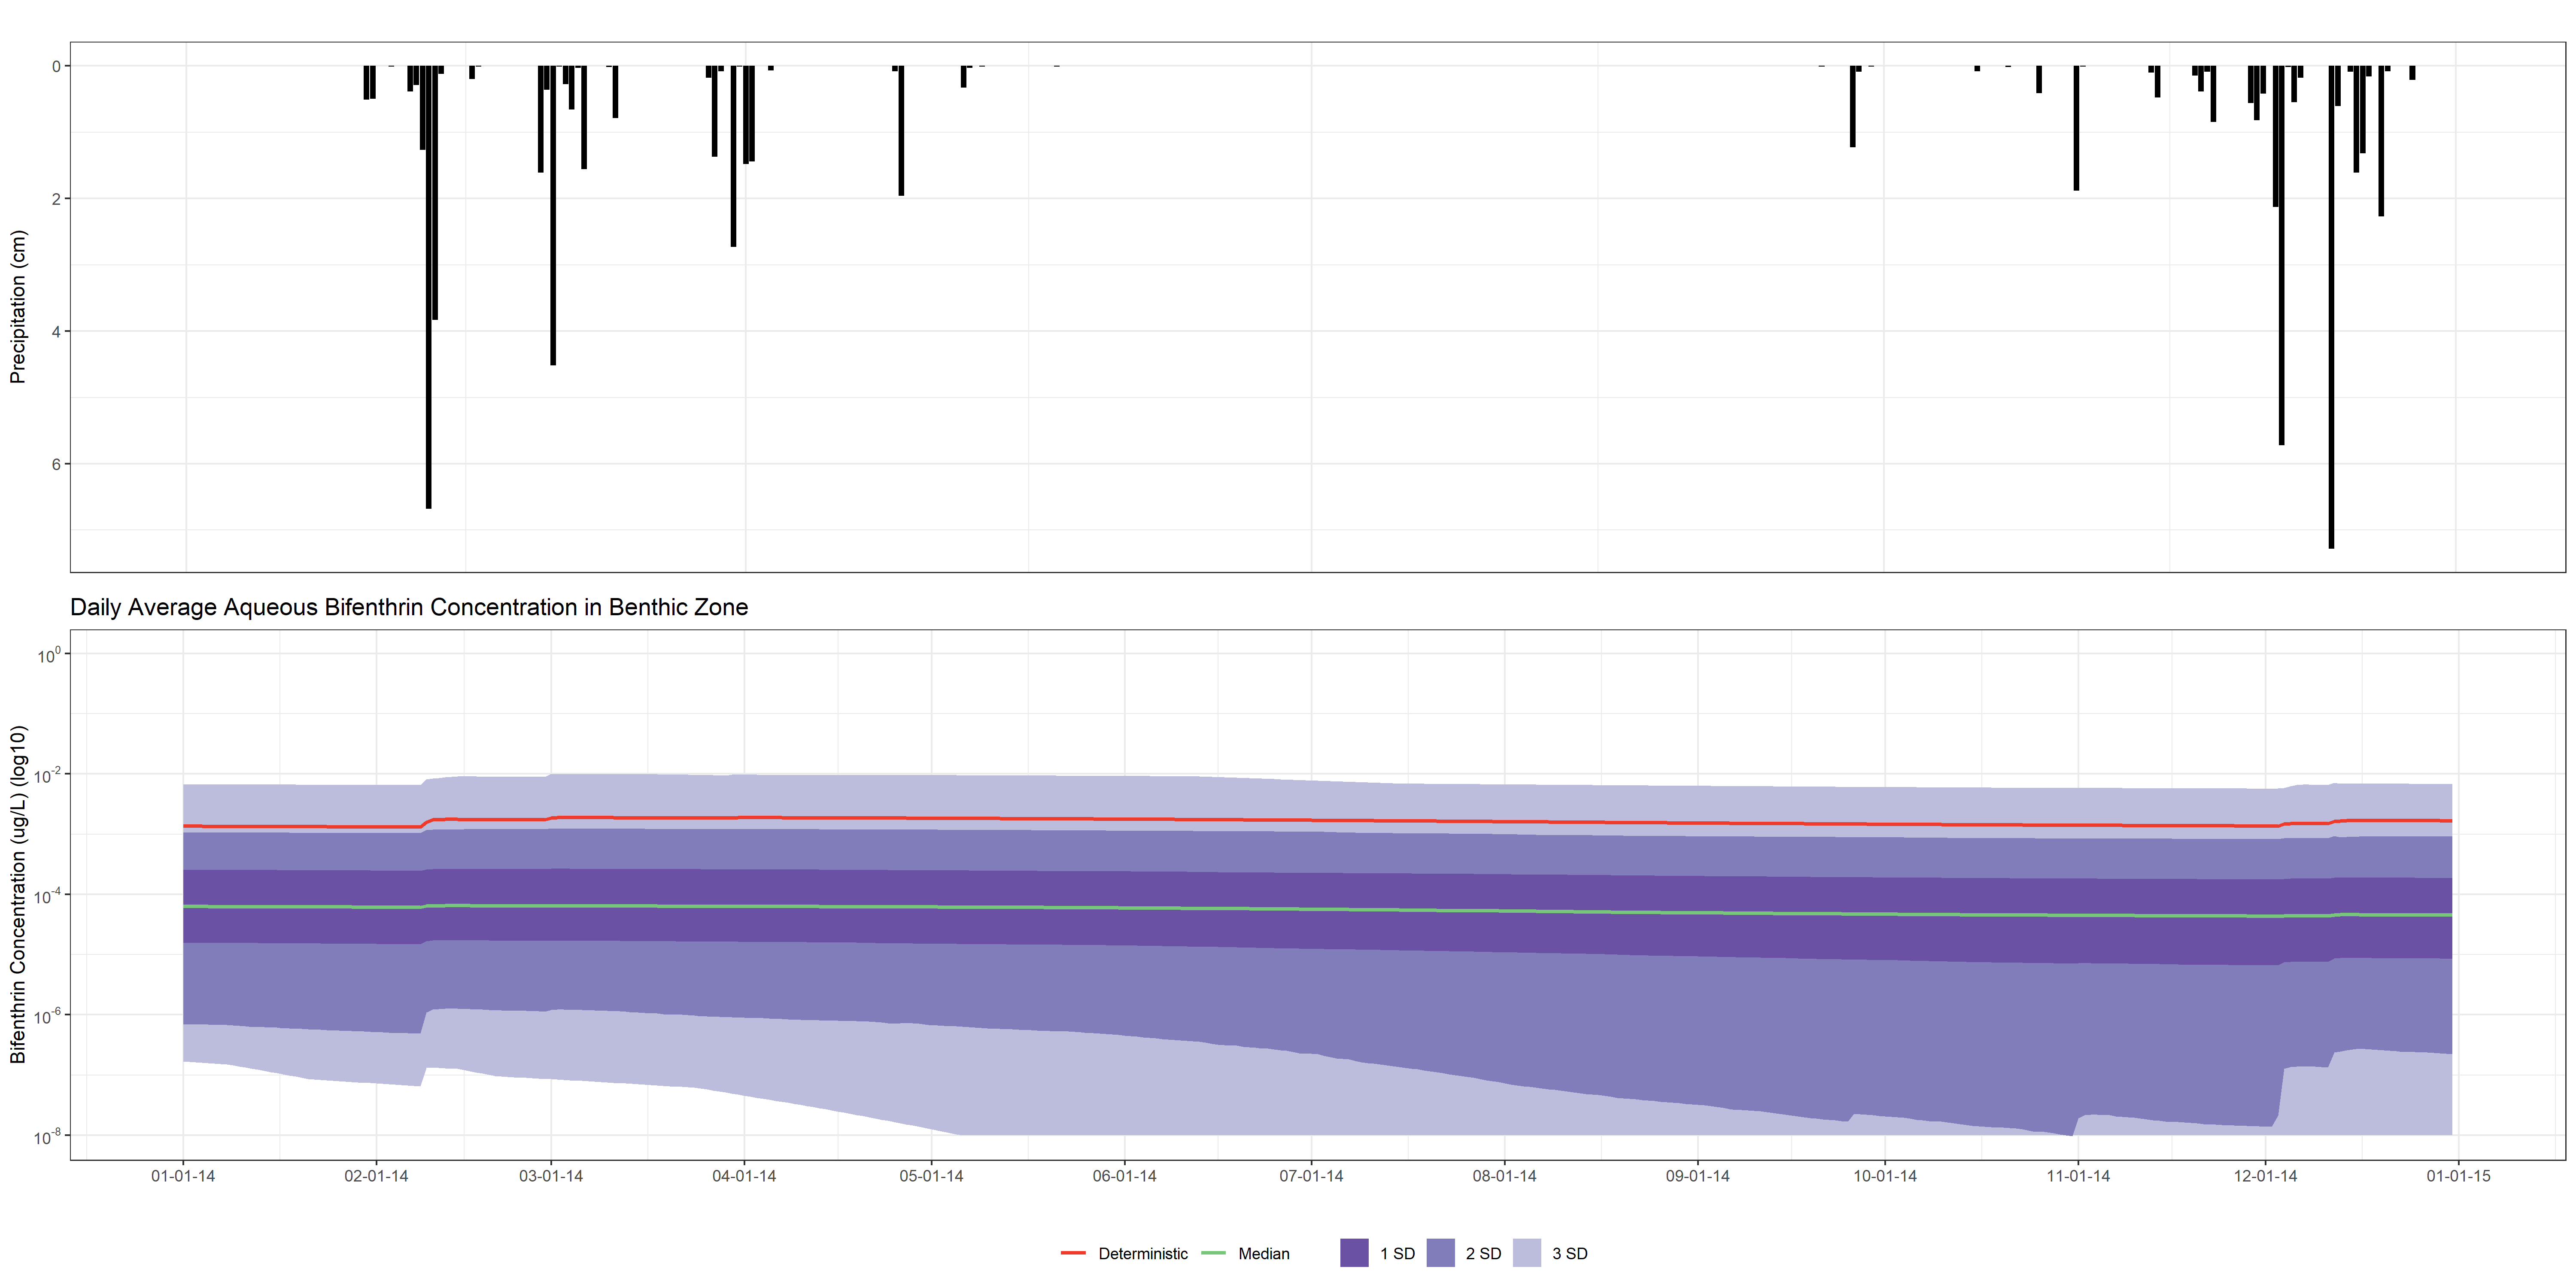 Precipitation (cm)
0
2
4
6
Daily Average Aqueous Bifenthrin Concentration in Benthic Zone
Bifenthrin Concentration (ug/L) (log10)
10^0
10^-2
10^-4
10^-6
10^-8
01-01-14 02-01-14 03-01-14 04-01-14 05-01-14 06-01-14 07-01-14 08-01-14 09-01-14 10-01-14 11-01-14 12-01-14 01-01-15
Deterministic Median 1 SD 2 SD 3 SD